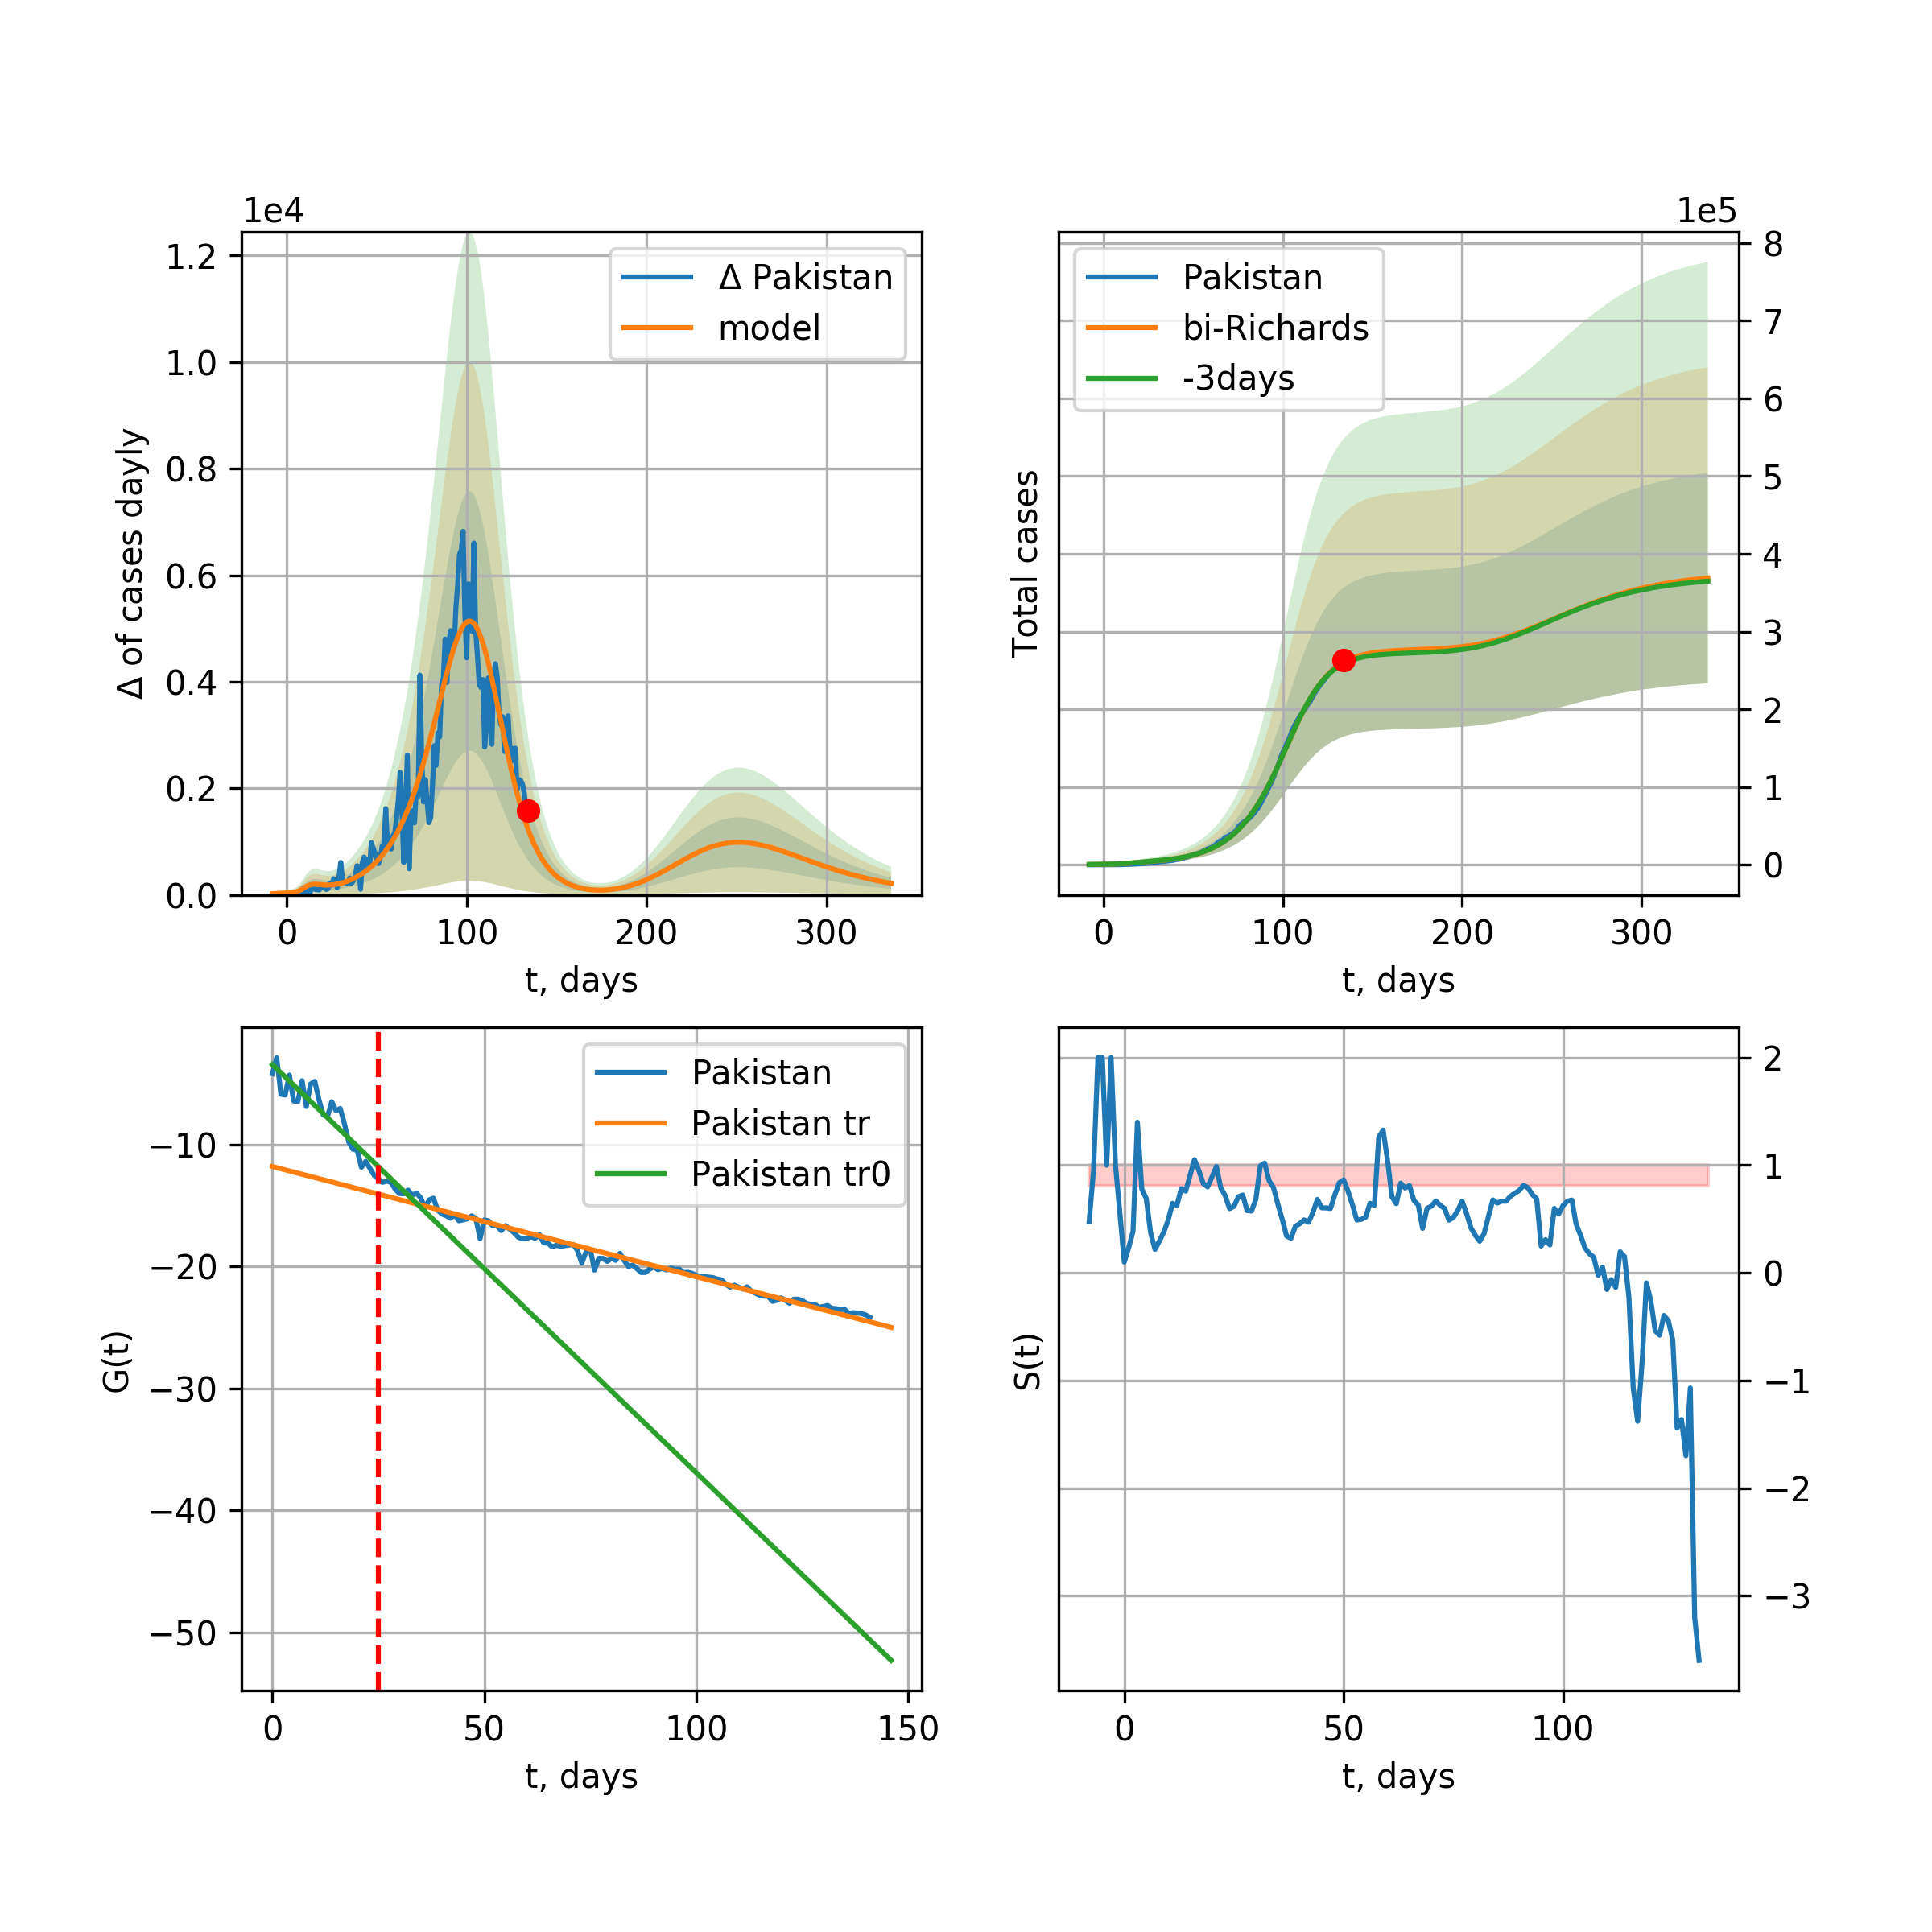 1e4
1.2
1.0
0.8
0.6
0.4
0.2
0.0
Δ of cases dayly
Δ Pakistan
model
0
100
200
300
t, days
1e5
8
7
6
5
4
3
2
1
0
Total cases
Pakistan
bi-Richards
-3days
0
100
200
300
t, days
−10
−20
−30
−40
−50
G(t)
Pakistan
Pakistan tr
Pakistan tr0
0
50
100
150
t, days
2
1
0
−1
−2
−3
S(t)
0
50
100
t, days